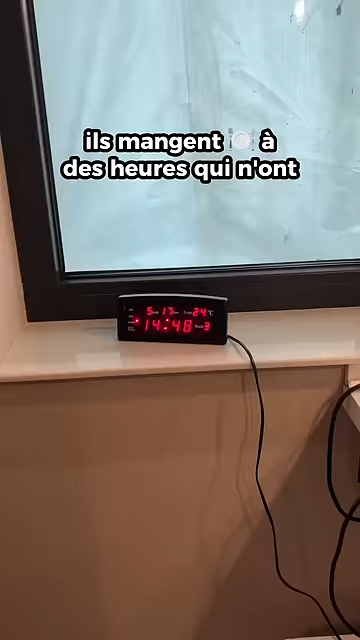 ils mangent 🍽️ à
des heures qui n'ont
5 17 24 °C
14:48 3